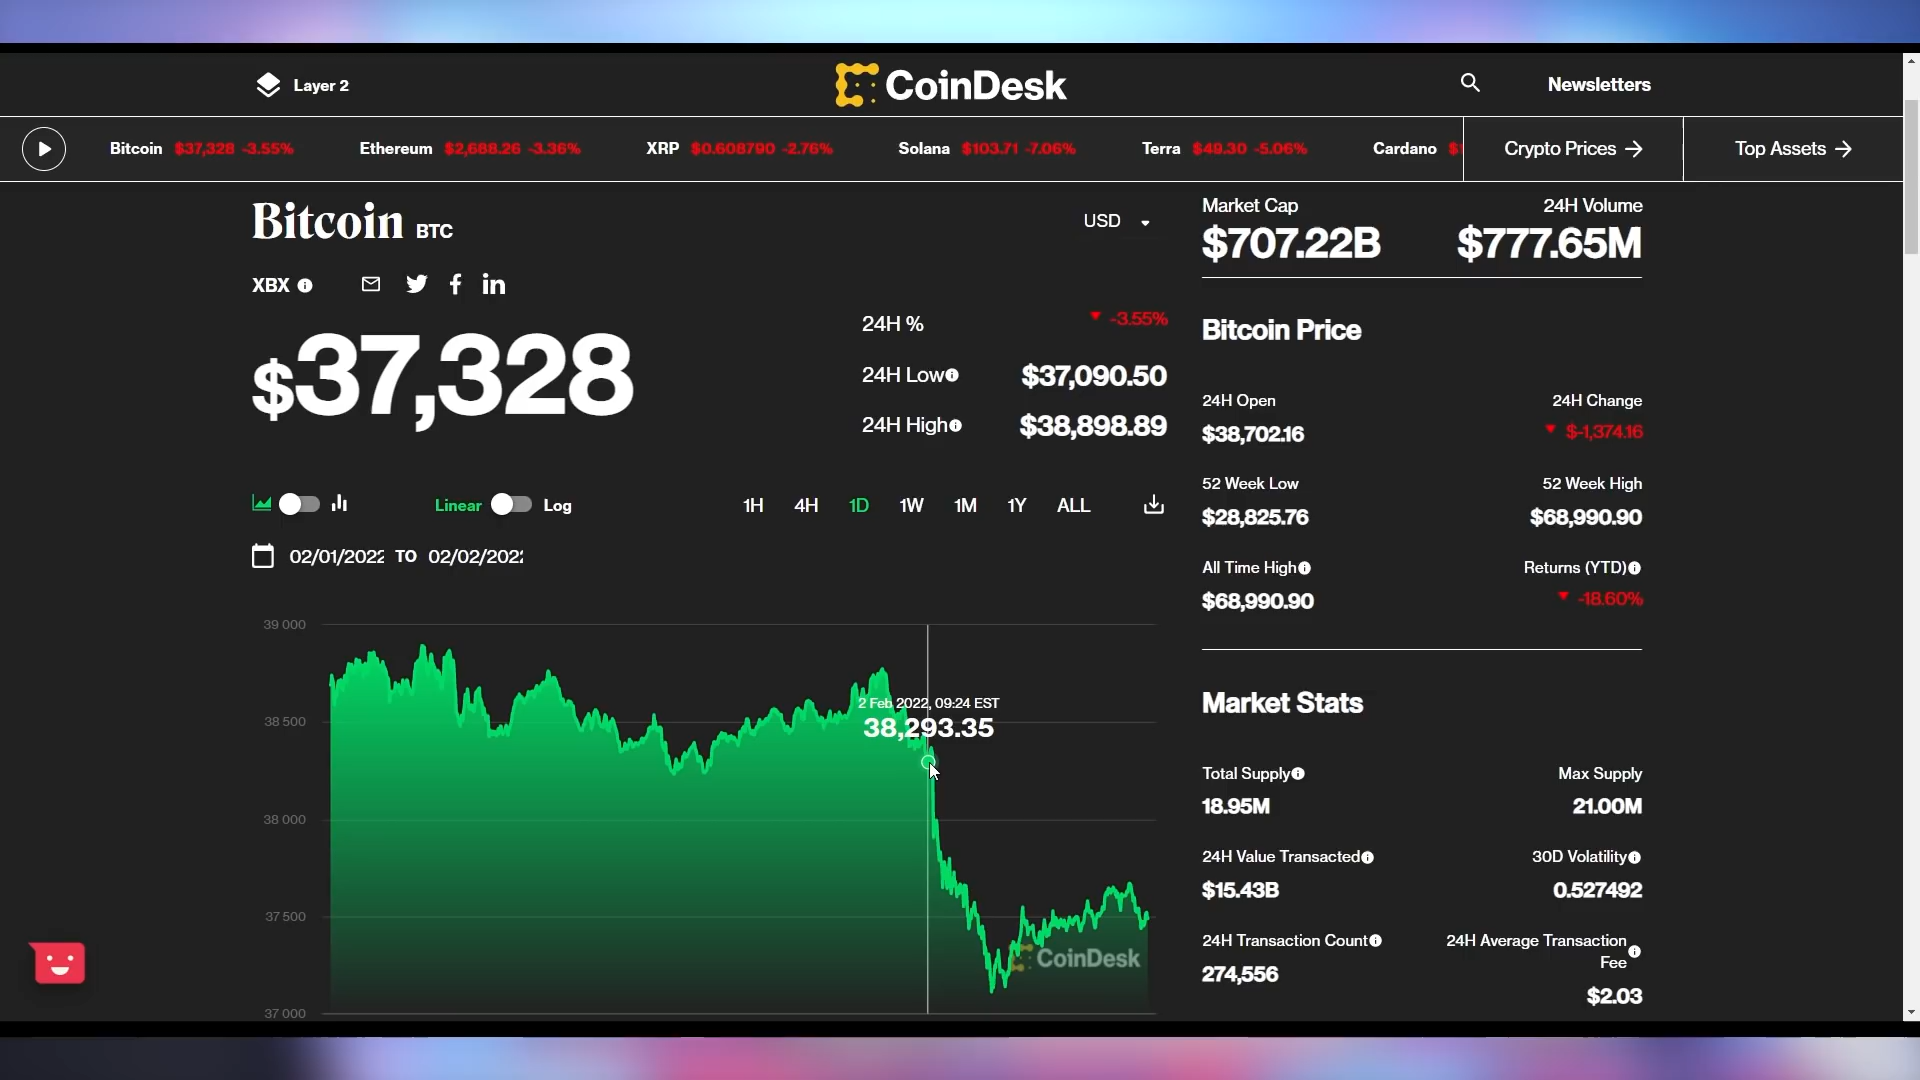 Layer 2
CoinDesk
Newsletters
Bitcoin $37,328 -3.55%
Ethereum $2,688.26 -3.36%
XRP $0.608790 -2.76%
Solana $103.71 -7.06%
Terra $49.30 -5.06%
Cardano
Crypto Prices
Top Assets
Bitcoin BTC
USD
XBX
$37,328
24H % -3.55%
24H Low $37,090.50
24H High $38,898.89
Linear Log
1H 4H 1D 1W 1M 1Y ALL
02/01/2022 TO 02/02/2022
39 000
38 500
38 000
37 500
37 000
2 Feb 2022, 09:24 EST
38,293.35
CoinDesk
Market Cap 24H Volume
$707.22B $777.65M
Bitcoin Price
24H Open 24H Change
$38,702.16 $-1,374.16
52 Week Low 52 Week High
$28,825.76 $68,990.90
All Time High Returns (YTD)
$68,990.90 -18.60%
Market Stats
Total Supply Max Supply
18.95M 21.00M
24H Value Transacted 30D Volatility
$15.43B 0.527492
24H Transaction Count 24H Average Transaction
Fee
274,556
$2.03